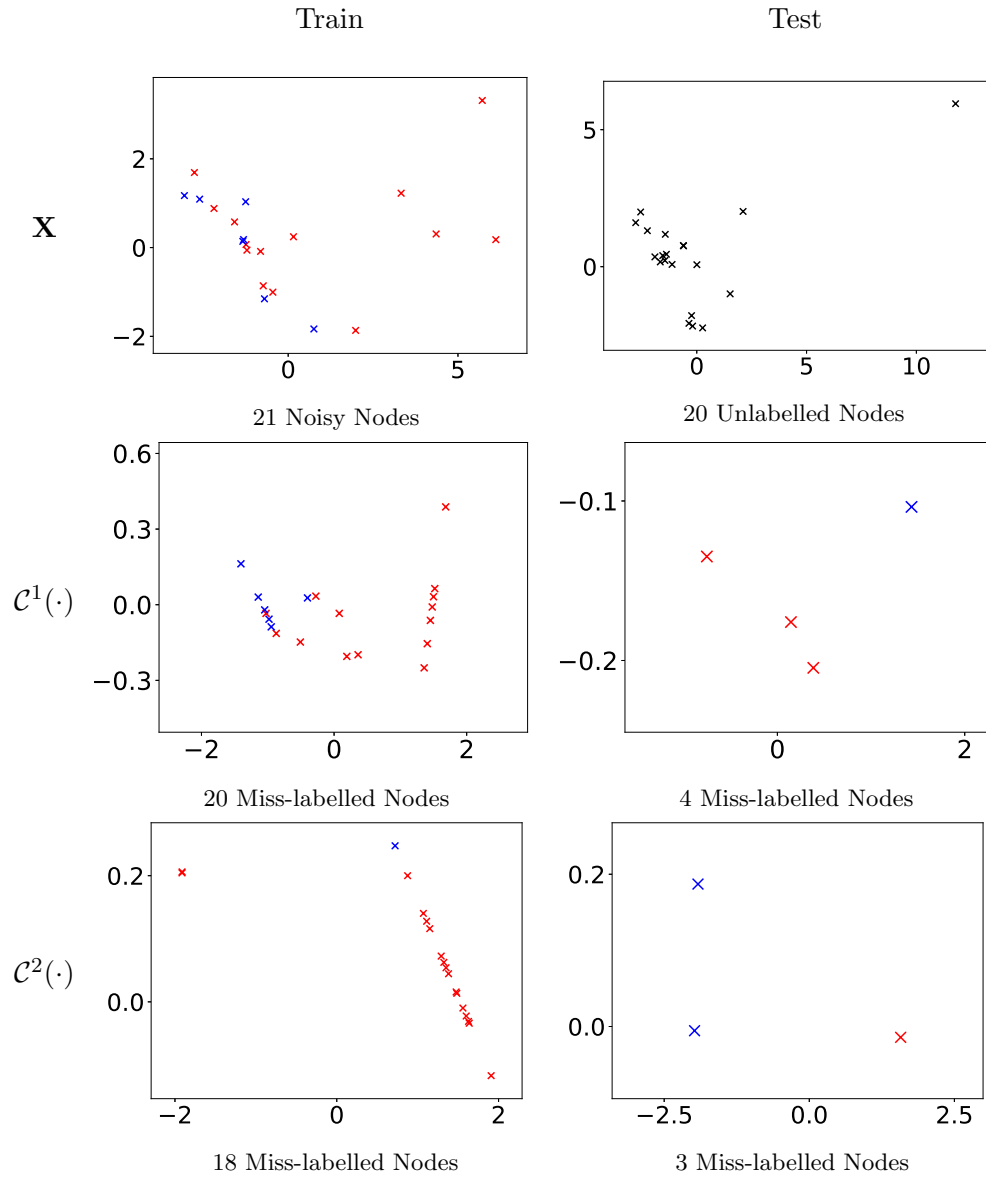 Train Test
X
2
0
−2
0 5
5
0
0 5 10
21 Noisy Nodes 20 Unlabelled Nodes
C¹(·)
0.6
0.3
0.0
−0.3
−2 0 2
−0.1
−0.2
0 2
20 Miss-labelled Nodes 4 Miss-labelled Nodes
C²(·)
0.2
0.0
−2 0 2
0.2
0.0
−2.5 0.0 2.5
18 Miss-labelled Nodes 3 Miss-labelled Nodes